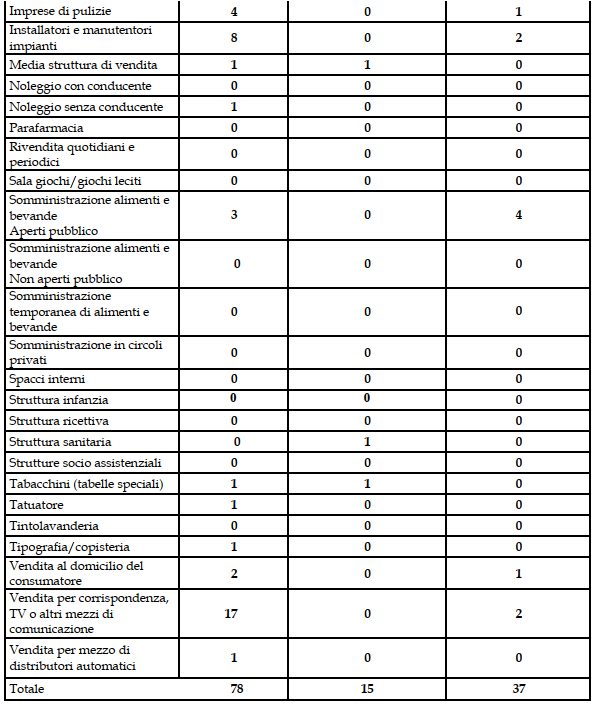 Imprese di pulizie 4 0 1
Installatori e manutentori
impianti 8 0 2
Media struttura di vendita 1 1 0
Noleggio con conducente 0 0 0
Noleggio senza conducente 1 0 0
Parafarmacia 0 0 0
Rivendita quotidiani e
periodici 0 0 0
Sala giochi/giochi leciti 0 0 0
Somministrazione alimenti e
bevande 3 0 4
Aperti pubblico
Somministrazione alimenti e
bevande 0 0 0
Non aperti pubblico
Somministrazione
temporanea di alimenti e 0 0 0
bevande
Somministrazione in circoli
privati 0 0 0
Spacci interni 0 0 0
Struttura infanzia 0 0 0
Struttura ricettiva 0 0 0
Struttura sanitaria 0 1 0
Strutture socio assistenziali 0 0 0
Tabacchini (tabelle speciali) 1 1 0
Tatuatore 1 0 0
Tintolavanderia 0 0 0
Tipografia/copisteria 1 0 0
Vendita al domicilio del
consumatore 2 0 1
Vendita per corrispondenza,
TV o altri mezzi di 17 0 2
comunicazione
Vendita per mezzo di
distributori automatici 1 0 0
Totale 78 15 37